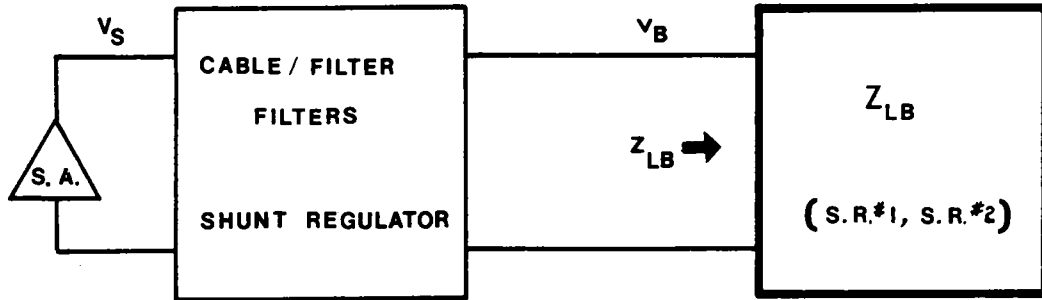 V_S
V_B
CABLE / FILTER
FILTERS
Z_LB
Z_LB
S. A.
SHUNT REGULATOR
(S.R.#1, S.R.#2)